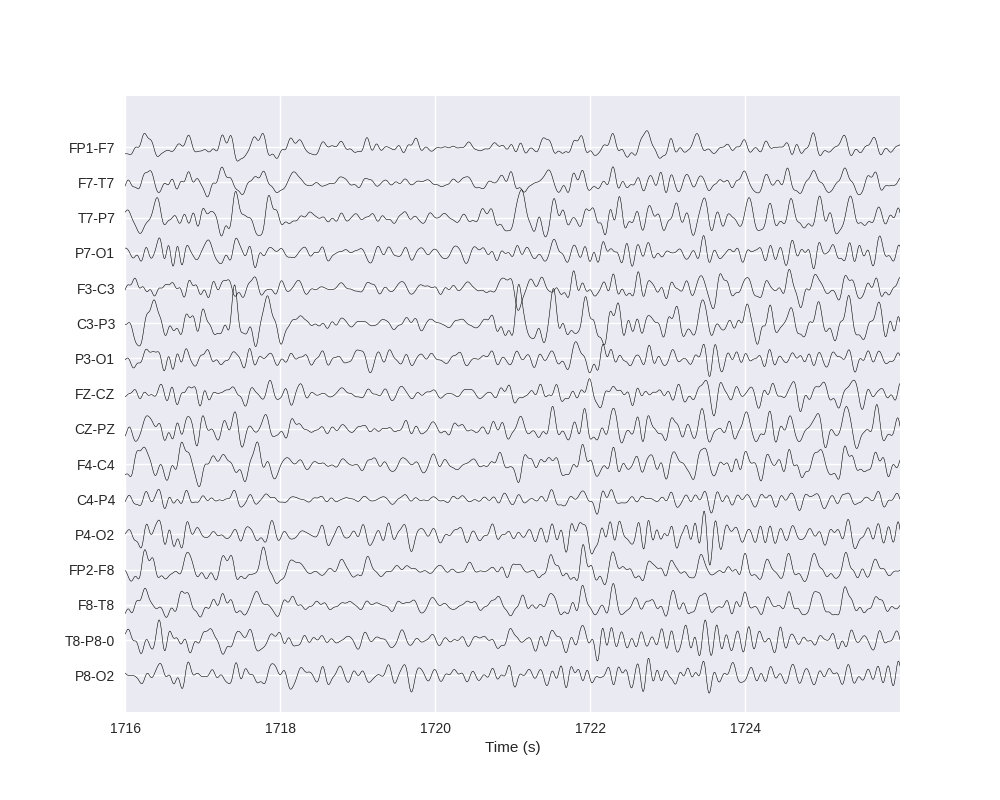 FP1-F7
F7-T7
T7-P7
P7-O1
F3-C3
C3-P3
P3-O1
FZ-CZ
CZ-PZ
F4-C4
C4-P4
P4-O2
FP2-F8
F8-T8
T8-P8-0
P8-O2
1716 1718 1720 1722 1724
Time (s)